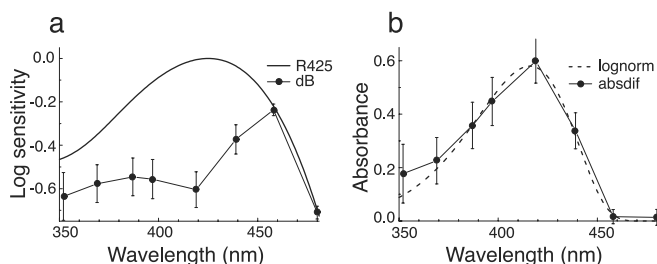 a
Log sensitivity
0.0
-0.2
-0.4
-0.6
350
400
450
Wavelength (nm)
R425
dB
b
Absorbance
0.6
0.4
0.2
0.0
350
400
450
Wavelength (nm)
lognorm
absdif